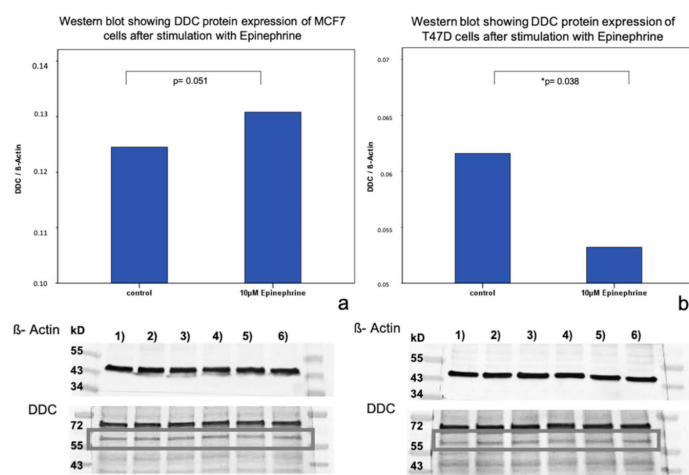 Western blot showing DDC protein expression of MCF7
cells after stimulation with Epinephrine
0.14
0.13
0.12
0.11
0.10
DDC / ß-Actin
p= 0.051
control
10µM Epinephrine
a
Western blot showing DDC protein expression of
T47D cells after stimulation with Epinephrine
0.07
0.065
0.06
0.055
0.05
DDC / ß-Actin
*p= 0.038
control
10µM Epinephrine
b
ß- Actin kD 1) 2) 3) 4) 5) 6)
55
43
34
DDC
72
55
43
ß- Actin kD 1) 2) 3) 4) 5) 6)
55
43
34
DDC
72
55
43